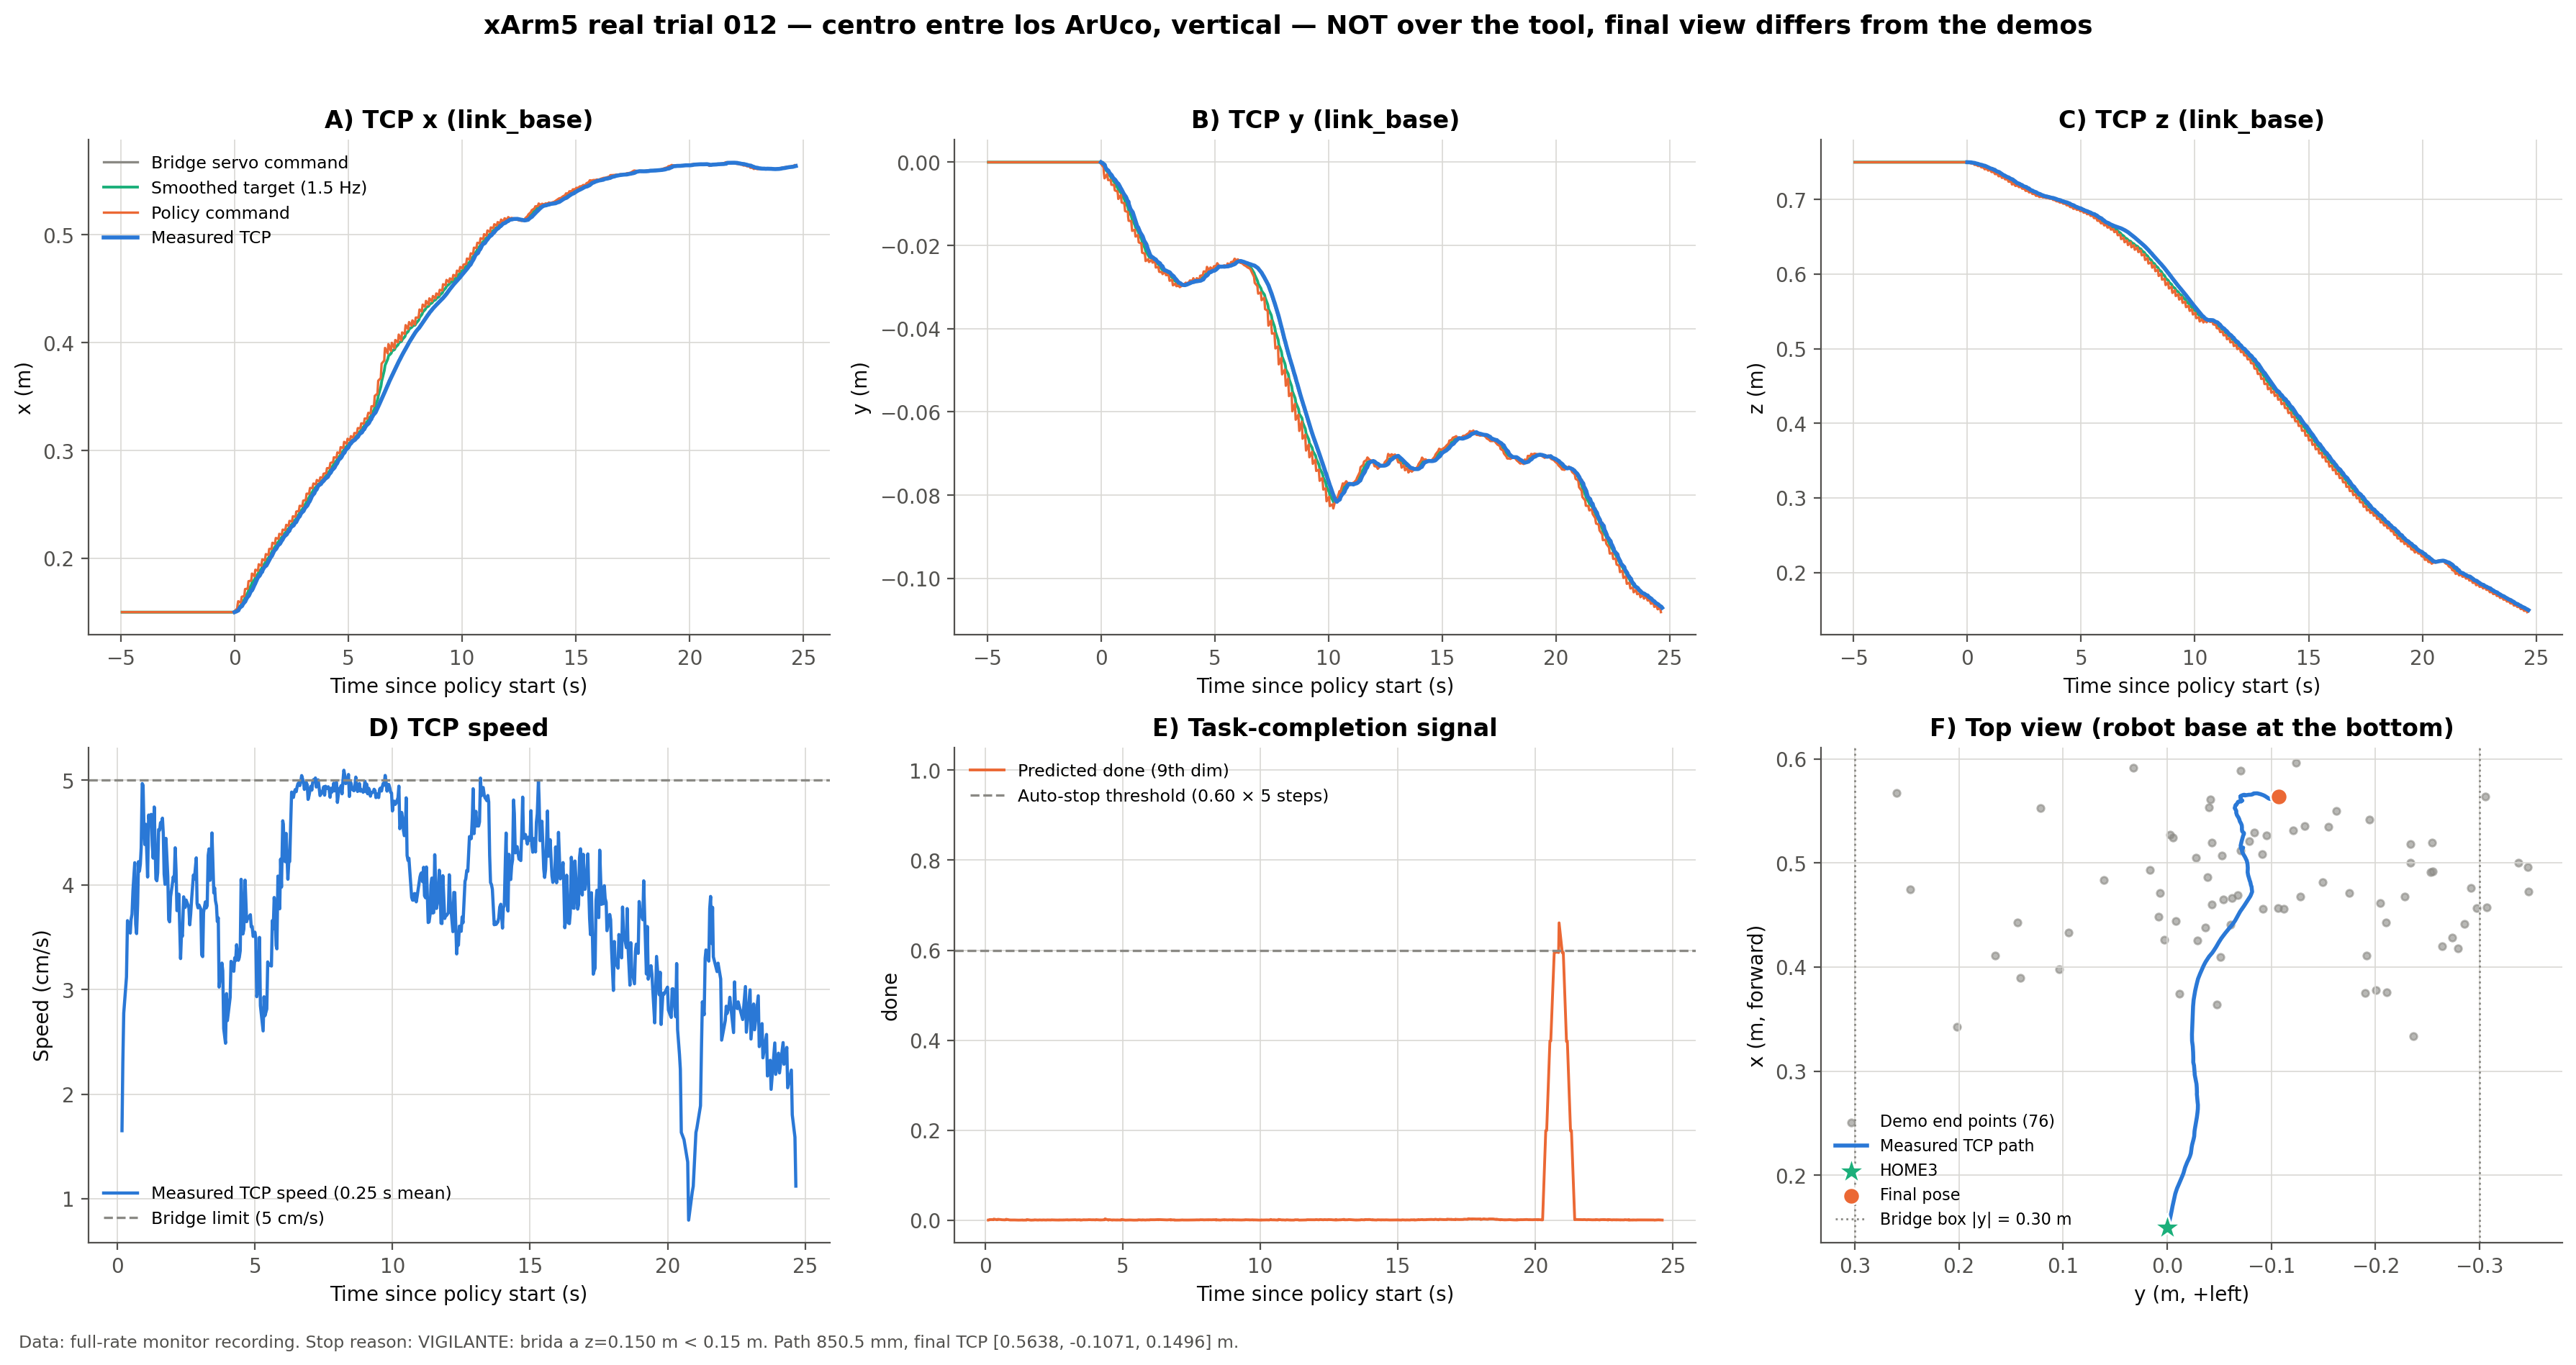 xArm5 real trial 012 — centro entre los ArUco, vertical — NOT over the tool, final view differs from the demos
A) TCP x (link_base)
Bridge servo command
Smoothed target (1.5 Hz)
Policy command
Measured TCP
x (m)
0.5
0.4
0.3
0.2
−5 0 5 10 15 20 25
Time since policy start (s)
B) TCP y (link_base)
y (m)
0.00
−0.02
−0.04
−0.06
−0.08
−0.10
−5 0 5 10 15 20 25
Time since policy start (s)
C) TCP z (link_base)
z (m)
0.7
0.6
0.5
0.4
0.3
0.2
−5 0 5 10 15 20 25
Time since policy start (s)
D) TCP speed
Speed (cm/s)
5
4
3
2
1
Measured TCP speed (0.25 s mean)
Bridge limit (5 cm/s)
0 5 10 15 20 25
Time since policy start (s)
E) Task-completion signal
Predicted done (9th dim)
Auto-stop threshold (0.60 × 5 steps)
done
1.0
0.8
0.6
0.4
0.2
0.0
0 5 10 15 20 25
Time since policy start (s)
F) Top view (robot base at the bottom)
x (m, forward)
0.6
0.5
0.4
0.3
0.2
Demo end points (76)
Measured TCP path
HOME3
Final pose
Bridge box |y| = 0.30 m
0.3 0.2 0.1 0.0 −0.1 −0.2 −0.3
y (m, +left)
Data: full-rate monitor recording. Stop reason: VIGILANTE: brida a z=0.150 m < 0.15 m. Path 850.5 mm, final TCP [0.5638, -0.1071, 0.1496] m.